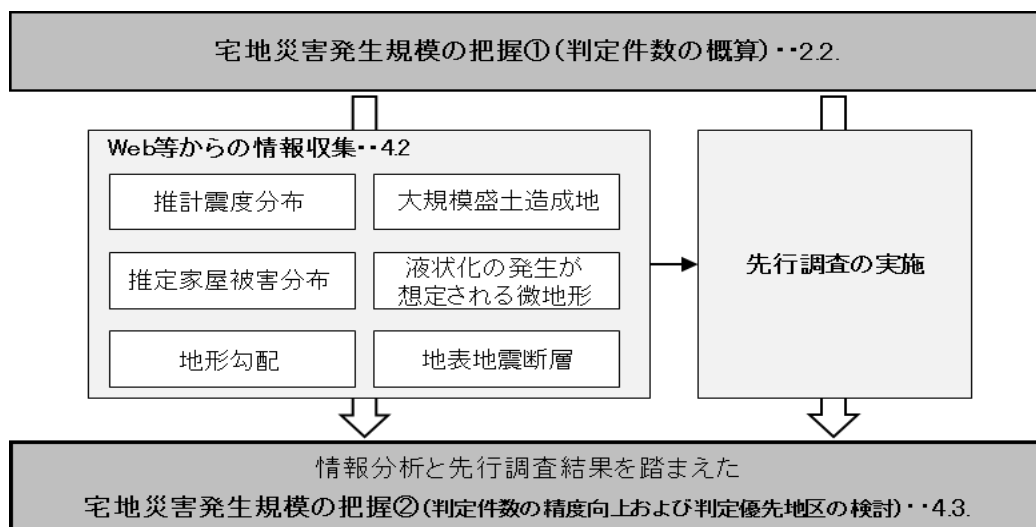 宅地災害発生規模の把握①(判定件数の概算)・・2.2.
Web等からの情報収集・・4.2
推計震度分布
大規模盛土造成地
推定家屋被害分布
液状化の発生が
想定される微地形
地形勾配
地表地震断層
先行調査の実施
情報分析と先行調査結果を踏まえた
宅地災害発生規模の把握②(判定件数の精度向上および判定優先地区の検討)・・4.3.